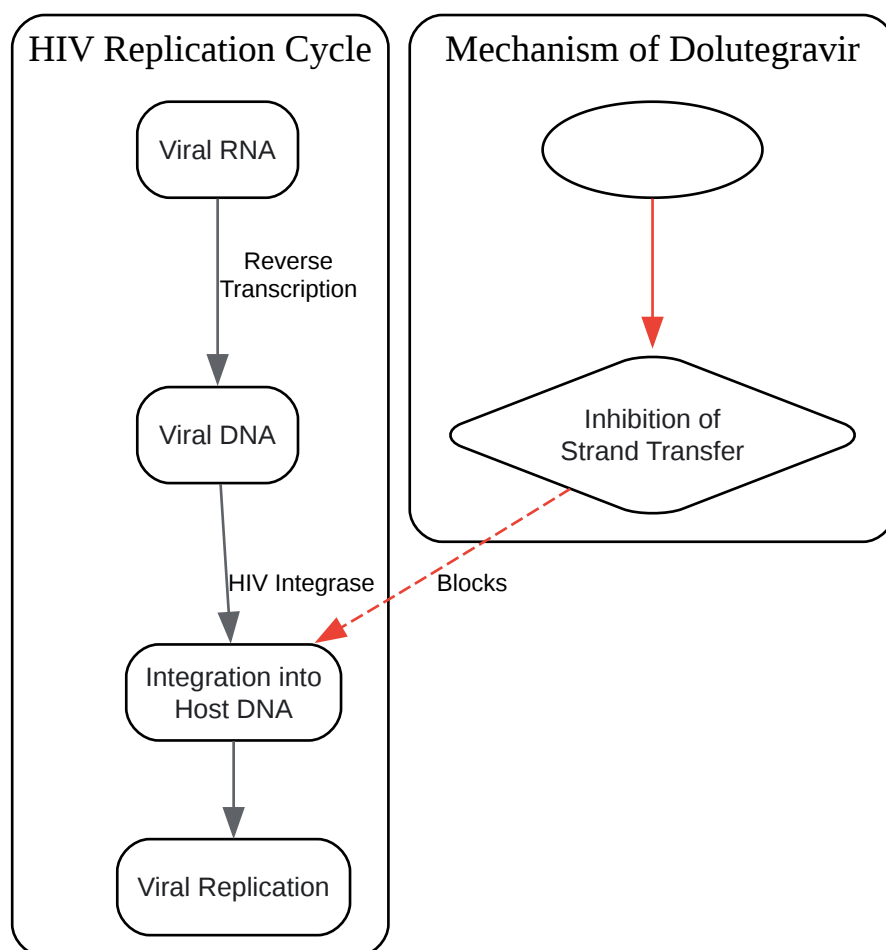 HIV Replication Cycle
Viral RNA
Reverse
Transcription
Viral DNA
HIV Integrase
Integration into
Host DNA
Viral Replication
Mechanism of Dolutegravir
Inhibition of
Strand Transfer
Blocks